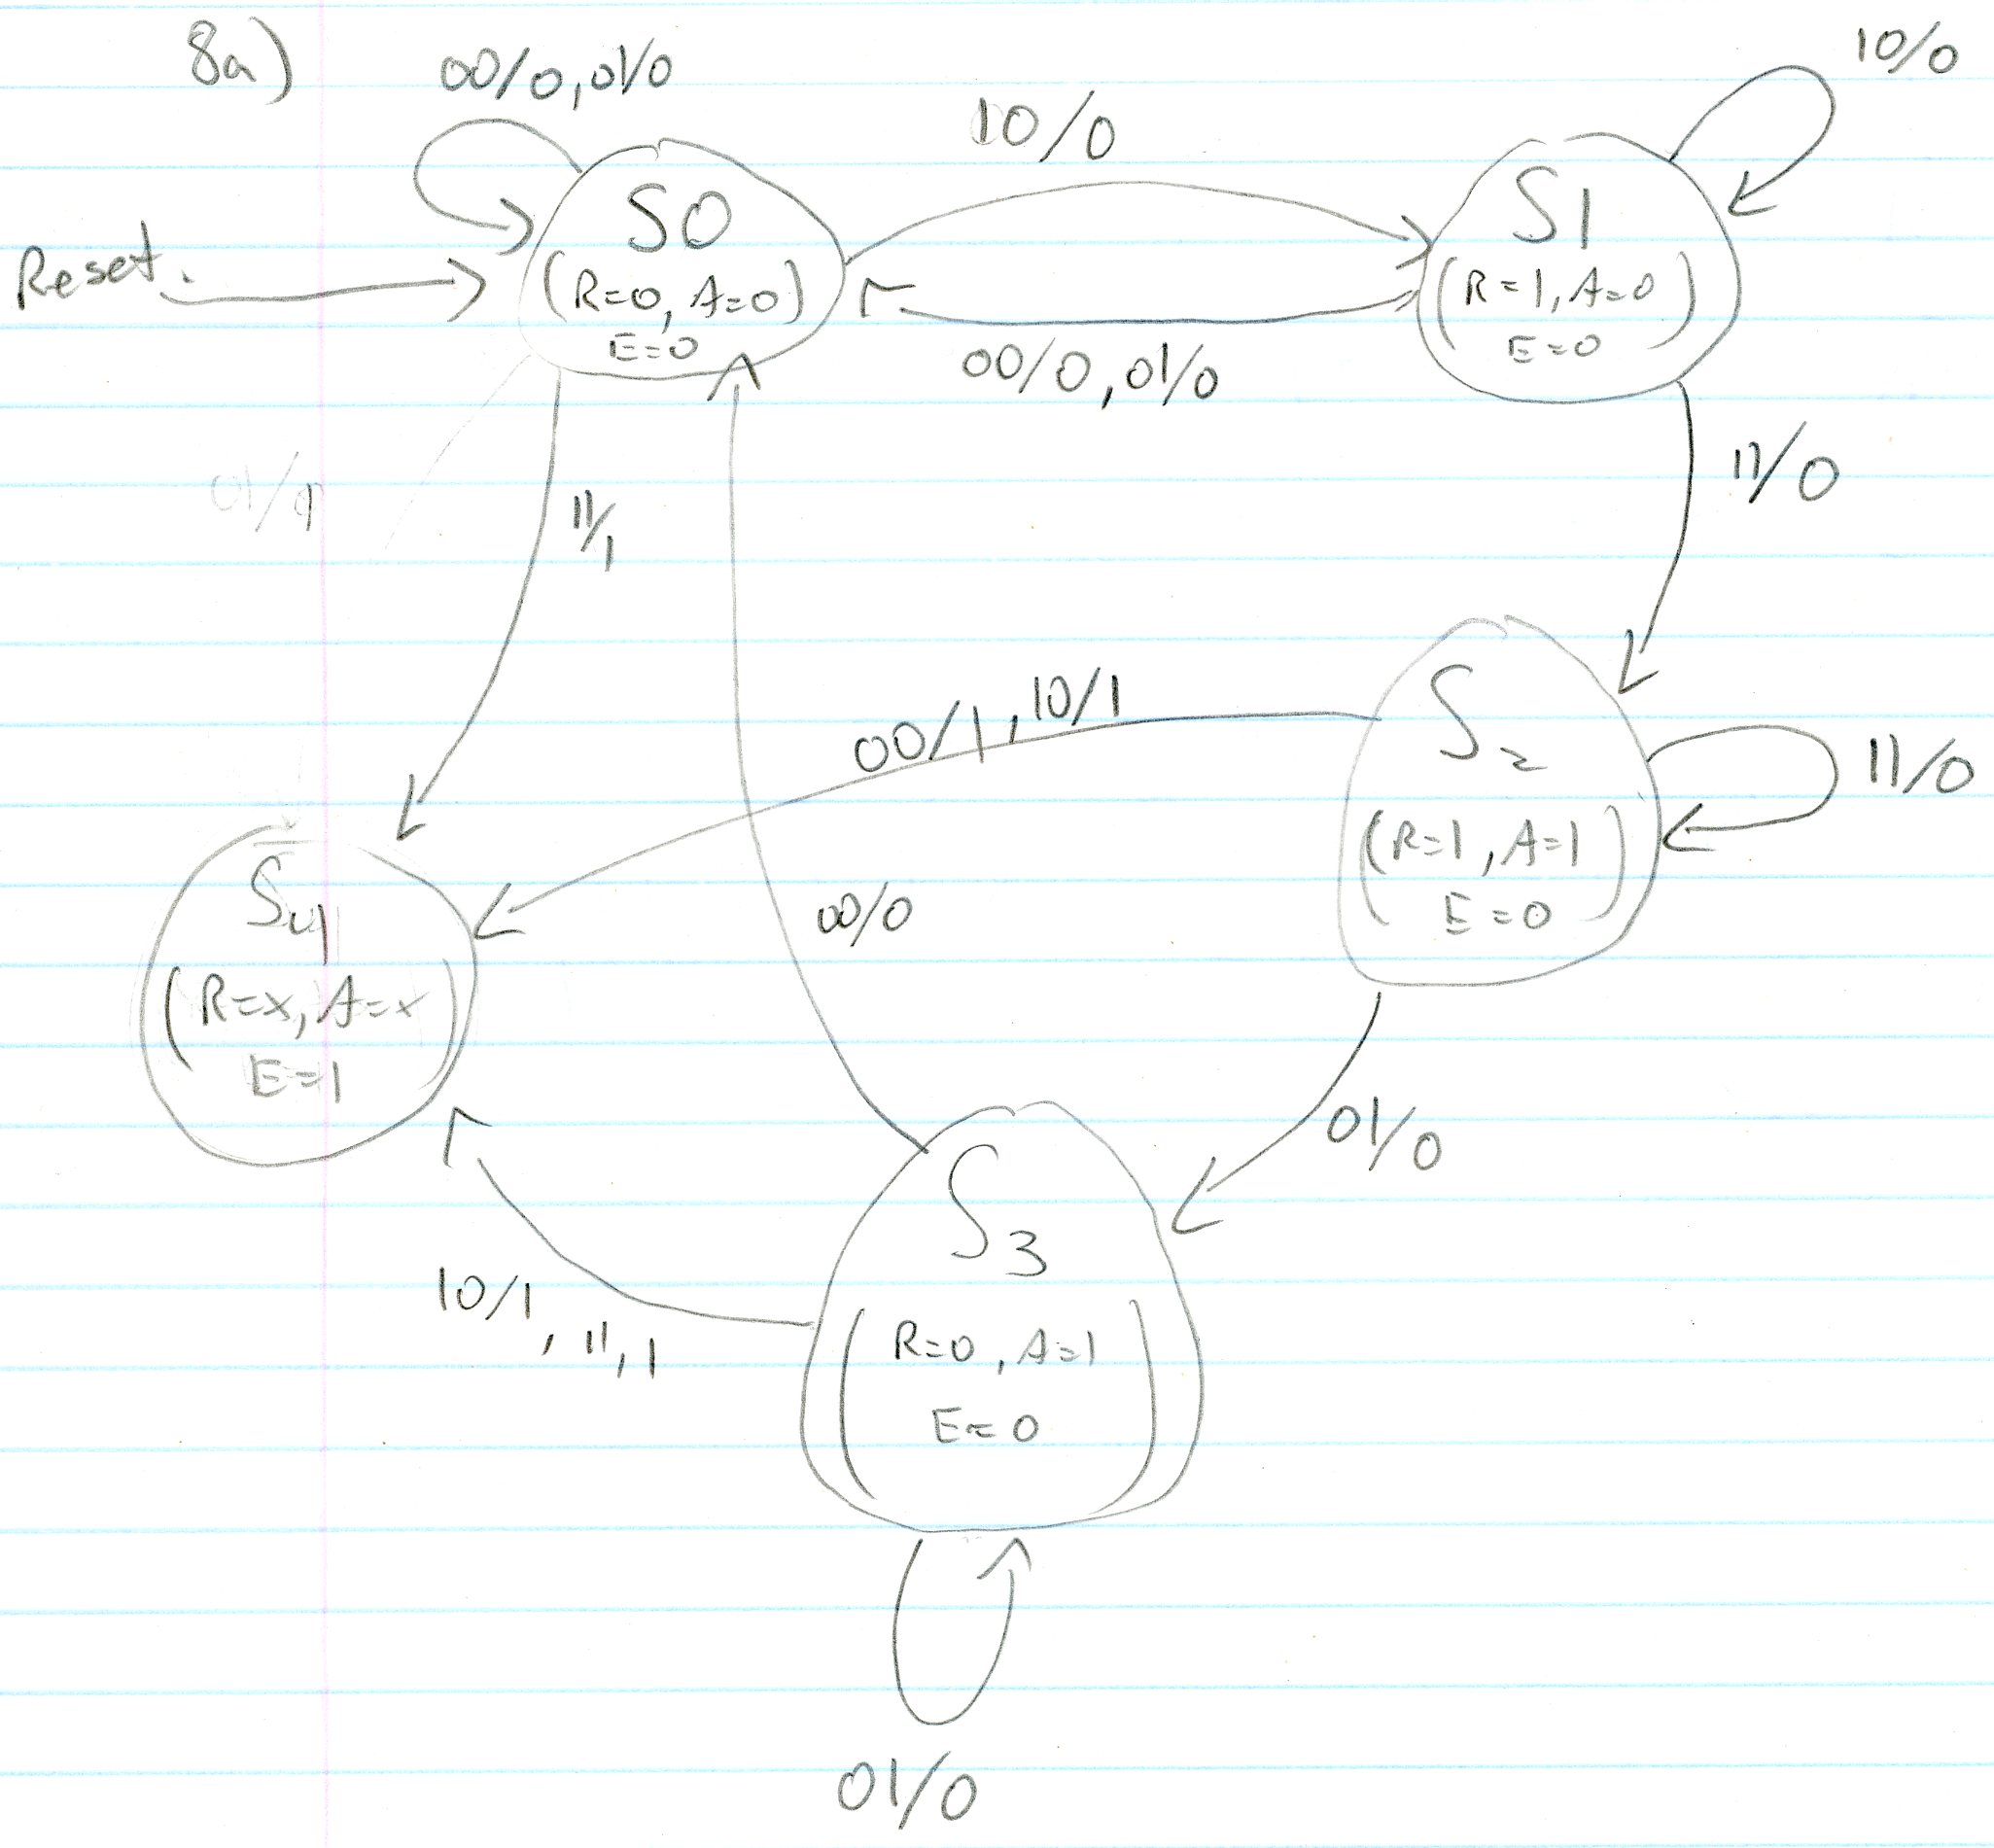 8a)
00/0,01/0
10/0
10/0
Reset.
S0
(R=0, A=0)
E=0
S1
(R=1, A=0)
E=0
00/0,01/0
11/0
01/1
11/1
00/1,10/1
S2
(R=1, A=1)
E=0
11/0
00/0
S4
(R=x, A=x)
E=1
01/0
S3
(R=0, A=1)
E=0
10/1, 11,1
01/0